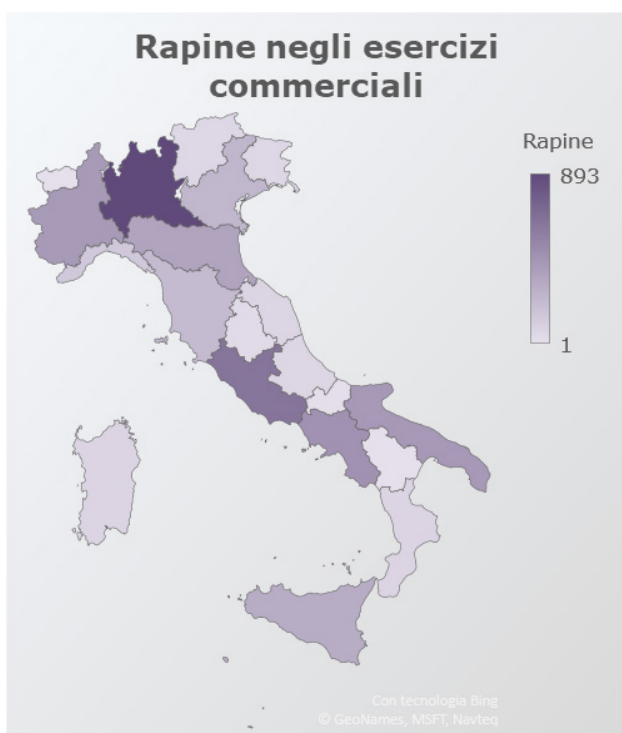 Rapine negli esercizi
commerciali
Rapine
893
1
Con tecnologia Bing
© GeoNames, MSFT, Navteq